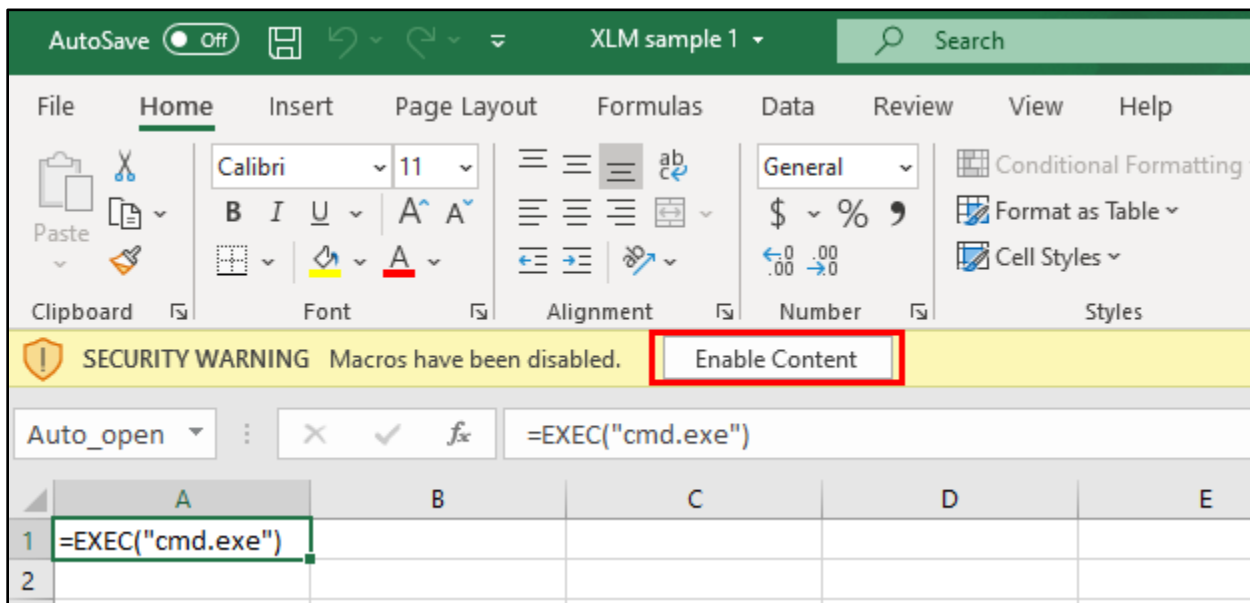 AutoSave Off XLM sample 1 Search
File Home Insert Page Layout Formulas Data Review View Help
Calibri 11 ab General Conditional Formatting
c
Paste B I U A A $ % 9 Format as Table
A .00 .00 Cell Styles
Clipboard Font Alignment Number Styles
SECURITY WARNING Macros have been disabled. Enable Content
Auto_open fx =EXEC("cmd.exe")
A B C D E
1 =EXEC("cmd.exe")
2